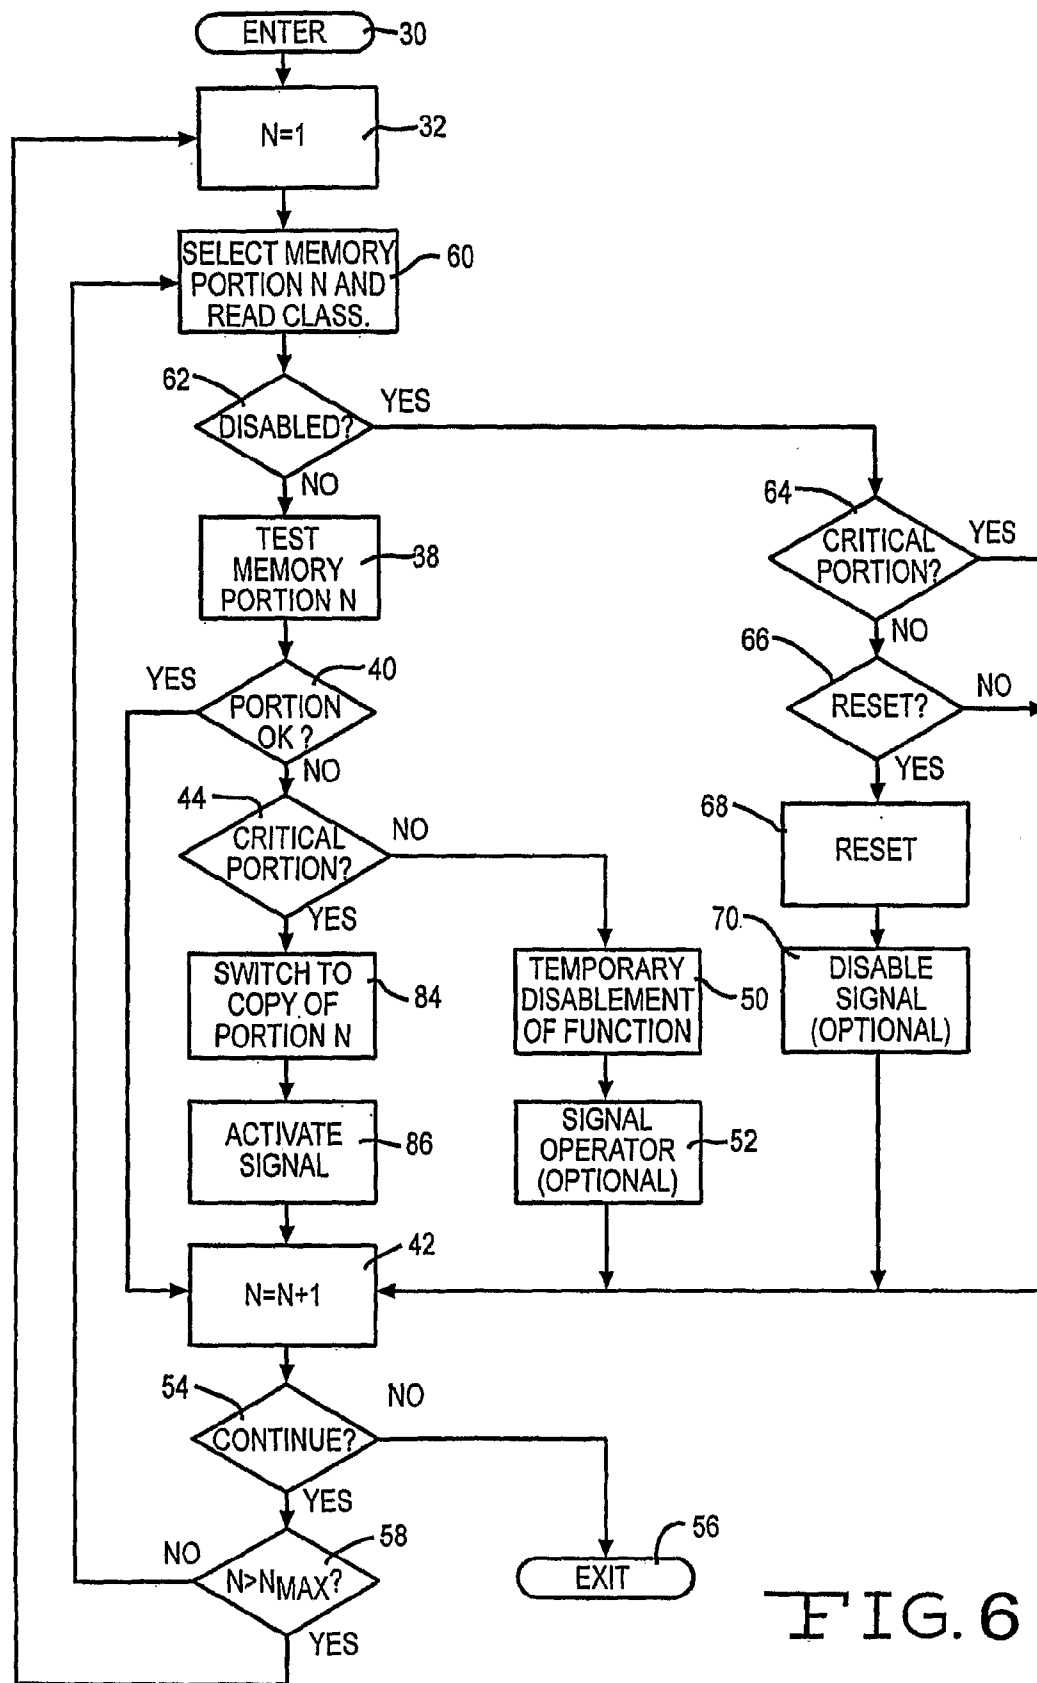 ENTER
30
N=1
32
SELECT MEMORY
PORTION N AND
READ CLASS.
60
62
DISABLED?
YES
NO
TEST
MEMORY
PORTION N
38
64
CRITICAL
PORTION?
YES
NO
YES
40
PORTION
OK?
NO
66
RESET?
NO
YES
44
CRITICAL
PORTION?
NO
YES
68
RESET
SWITCH TO
COPY OF
PORTION N
84
TEMPORARY
DISABLEMENT
OF FUNCTION
50
70
DISABLE
SIGNAL
(OPTIONAL)
ACTIVATE
SIGNAL
86
SIGNAL
OPERATOR
(OPTIONAL)
52
N=N+1
42
54
CONTINUE?
NO
YES
NO
N>NMAX?
58
YES
EXIT
56
FIG. 6